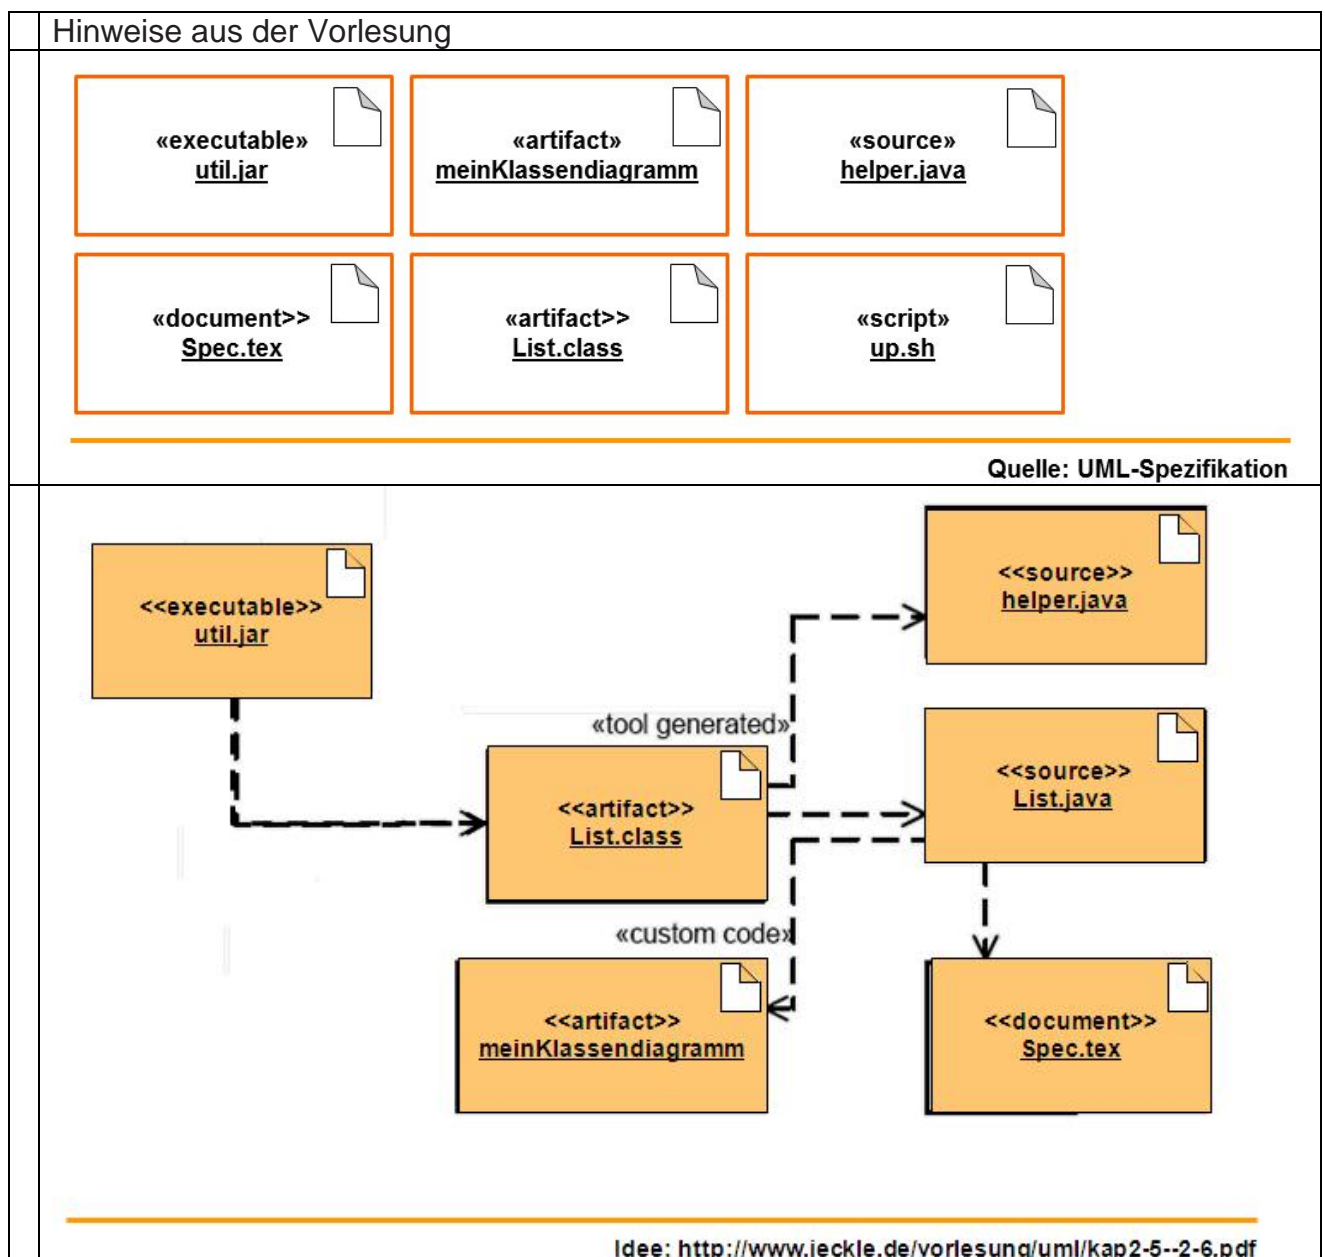 Hinweise aus der Vorlesung
«executable»
util.jar
«artifact»
meinKlassendiagramm
«source»
helper.java
«document>>
Spec.tex
«artifact>>
List.class
«script»
up.sh
Quelle: UML-Spezifikation
<<executable>>
util.jar
<<source>>
helper.java
«tool generated»
<<artifact>>
List.class
<<source>>
List.java
«custom code»
<<artifact>>
meinKlassendiagramm
<<document>>
Spec.tex
Idee: http://www.jeckle.de/vorlesung/uml/kap2-5--2-6.pdf